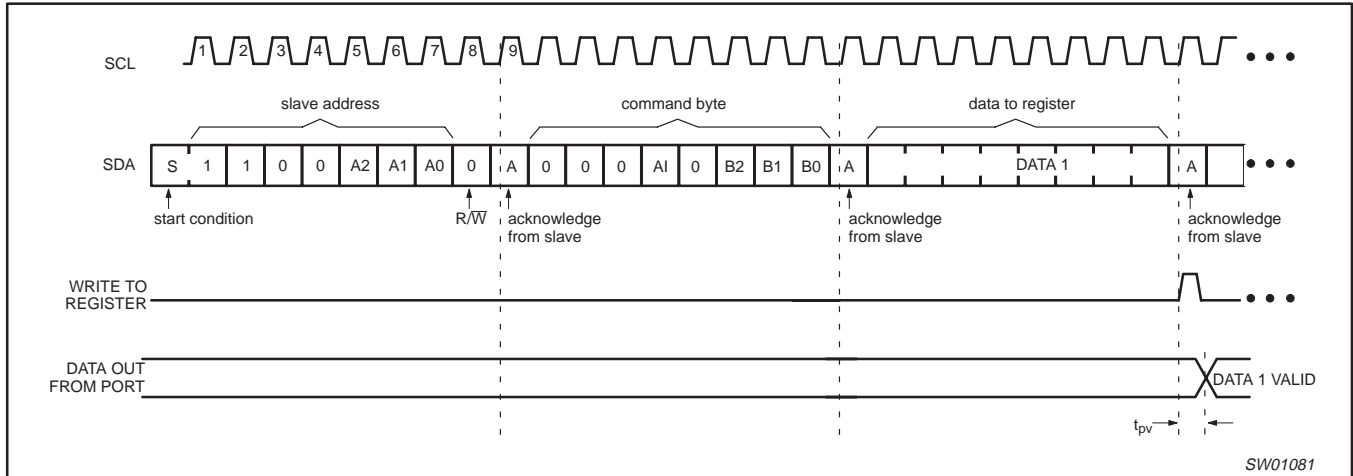 1 2 3 4 5 6 7 8 9
SCL
slave address command byte data to register
SDA S 1 1 0 0 A2 A1 A0 0 A 0 0 0 AI 0 B2 B1 B0 A DATA 1 A
start condition R/W̅ acknowledge from slave acknowledge from slave acknowledge from slave
WRITE TO
REGISTER
DATA OUT
FROM PORT
DATA 1 VALID
tpv
SW01081